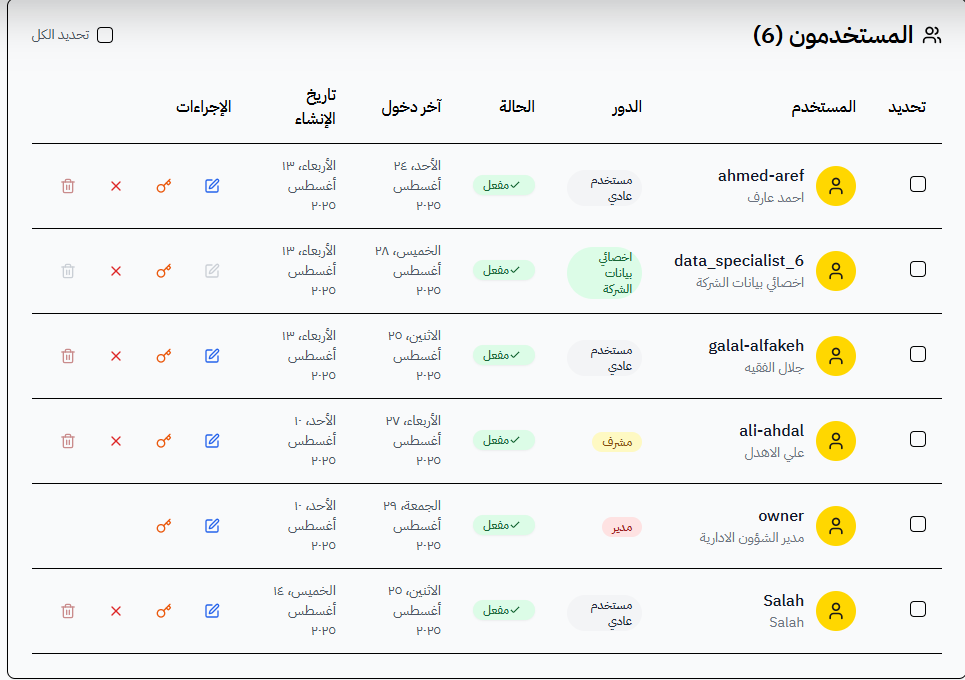 المستخدمون (6)
تحديد الكل
تحديد
المستخدم
الدور
الحالة
آخر دخول
تاريخ
الإنشاء
الإجراءات
ahmed-aref
احمد عارف
مستخدم
عادي
مفعل
الأحد، ٢٤
أغسطس
٢٠٢٥
الأربعاء، ١٣
أغسطس
٢٠٢٥
data_specialist_6
اخصائي بيانات الشركة
اخصائي
بيانات
الشركة
مفعل
الخميس، ٢٨
أغسطس
٢٠٢٥
الأربعاء، ١٣
أغسطس
٢٠٢٥
galal-alfakeh
جلال الفقيه
مستخدم
عادي
مفعل
الاثنين، ٢٥
أغسطس
٢٠٢٥
الأربعاء، ١٣
أغسطس
٢٠٢٥
ali-ahdal
علي الاهدل
مشرف
مفعل
الأربعاء، ٢٧
أغسطس
٢٠٢٥
الأحد، ١٠
أغسطس
٢٠٢٥
owner
مدير الشؤون الادارية
مدير
مفعل
الجمعة، ٢٩
أغسطس
٢٠٢٥
الأحد، ١٠
أغسطس
٢٠٢٥
Salah
Salah
مستخدم
عادي
مفعل
الاثنين، ٢٥
أغسطس
٢٠٢٥
الخميس، ١٤
أغسطس
٢٠٢٥